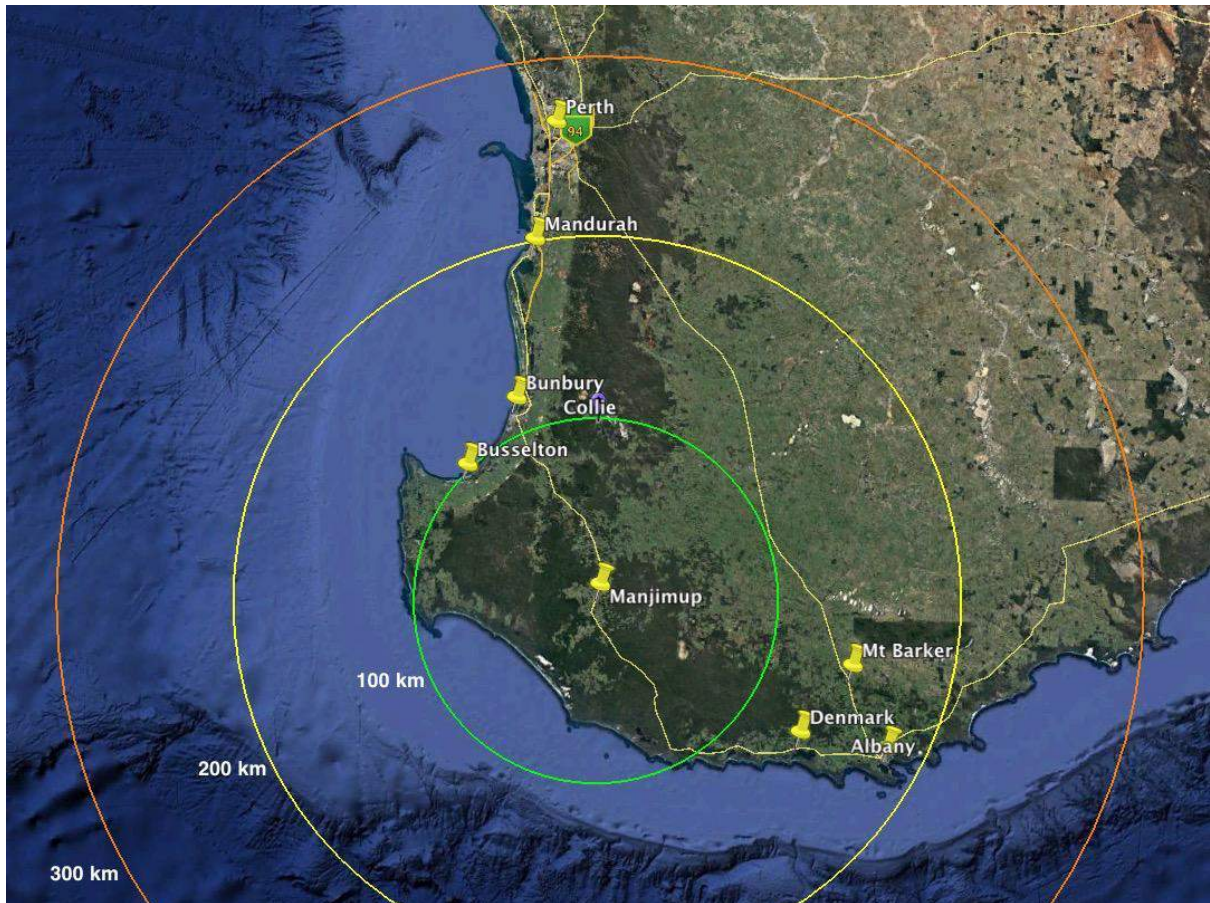 Perth
94
Mandurah
Bunbury
Collie
Busselton
Manjimup
Mt Barker
100 km
Denmark
Albany
200 km
300 km